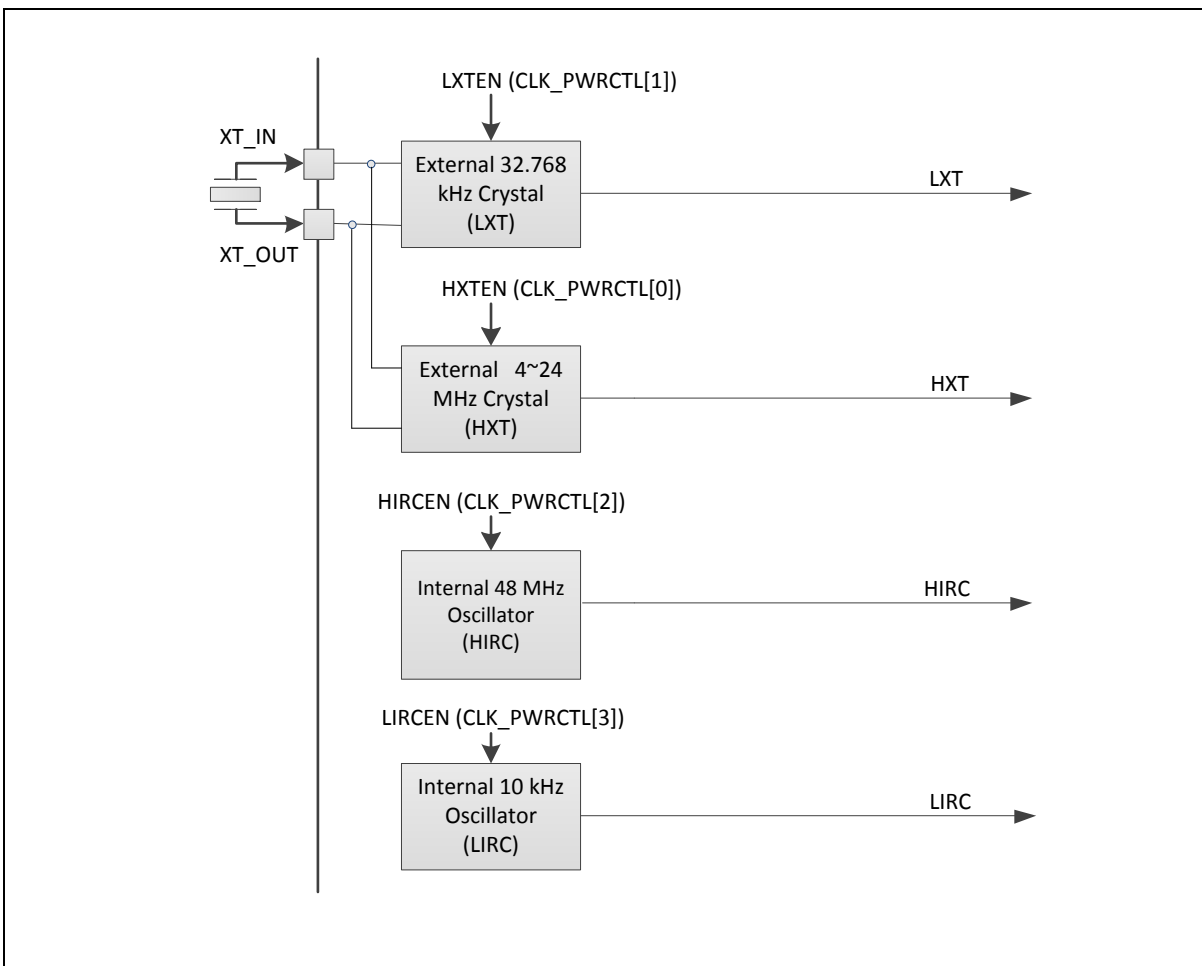 LXTEN (CLK_PWRCTL[1])
XT_IN
External 32.768
kHz Crystal
(LXT)
LXT
XT_OUT
HXTEN (CLK_PWRCTL[0])
External 4~24
MHz Crystal
(HXT)
HXT
HIRCEN (CLK_PWRCTL[2])
Internal 48 MHz
Oscillator
(HIRC)
HIRC
LIRCEN (CLK_PWRCTL[3])
Internal 10 kHz
Oscillator
(LIRC)
LIRC